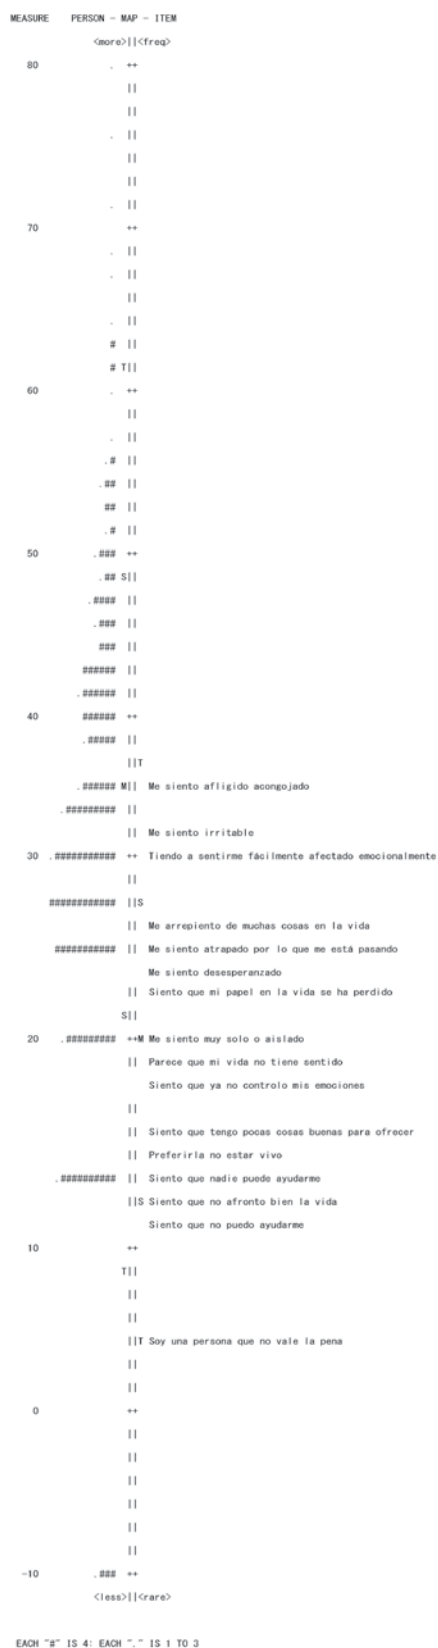 MEASURE PERSON - MAP - ITEM
<more>||<freq>
80 . ++
||
||
. ||
||
||
. ||
70 ++
. ||
. ||
||
. ||
# ||
# T||
60 . ++
||
. ||
.# ||
.## ||
## ||
.# ||
50 .### ++
.## S||
.#### ||
.### ||
### ||
###### ||
.###### ||
40 ###### ++
.##### ||
||T
.###### M|| Me siento afligido acongojado
.######### ||
|| Me siento irritable
30 .########### ++ Tiendo a sentirme fácilmente afectado emocionalmente
||
############ ||S
|| Me arrepiento de muchas cosas en la vida
########### || Me siento atrapado por lo que me está pasando
Me siento desesperanzado
|| Siento que mi papel en la vida se ha perdido
S||
20 .######### ++M Me siento muy solo o aislado
|| Parece que mi vida no tiene sentido
Siento que ya no controlo mis emociones
||
|| Siento que tengo pocas cosas buenas para ofrecer
|| Preferirla no estar vivo
.########## || Siento que nadie puede ayudarme
||S Siento que no afronto bien la vida
Siento que no puedo ayudarme
10 ++
T||
||
||
||T Soy una persona que no vale la pena
||
||
0 ++
||
||
||
||
||
||
-10 .### ++
<less>||<rare>
EACH "#" IS 4: EACH "." IS 1 TO 3